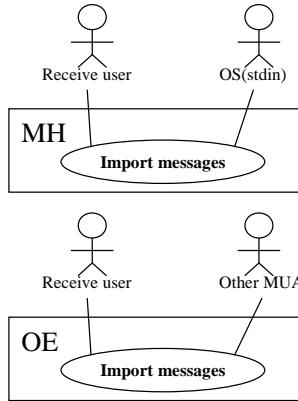 Receive user OS(stdin)
MH
Import messages
Receive user Other MUA
OE
Import messages